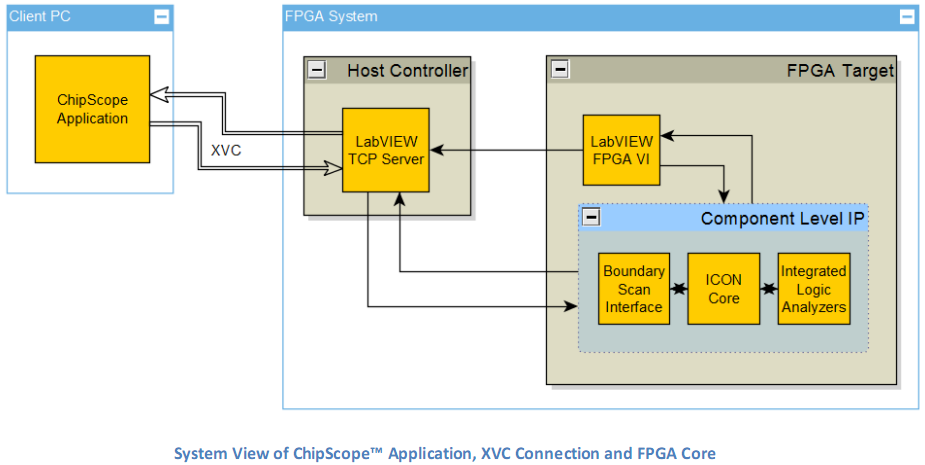 Client PC
FPGA System
Host Controller
FPGA Target
ChipScope
Application
XVC
LabVIEW
TCP Server
LabVIEW
FPGA VI
Component Level IP
Boundary
Scan
Interface
ICON
Core
Integrated
Logic
Analyzers
System View of ChipScope™ Application, XVC Connection and FPGA Core